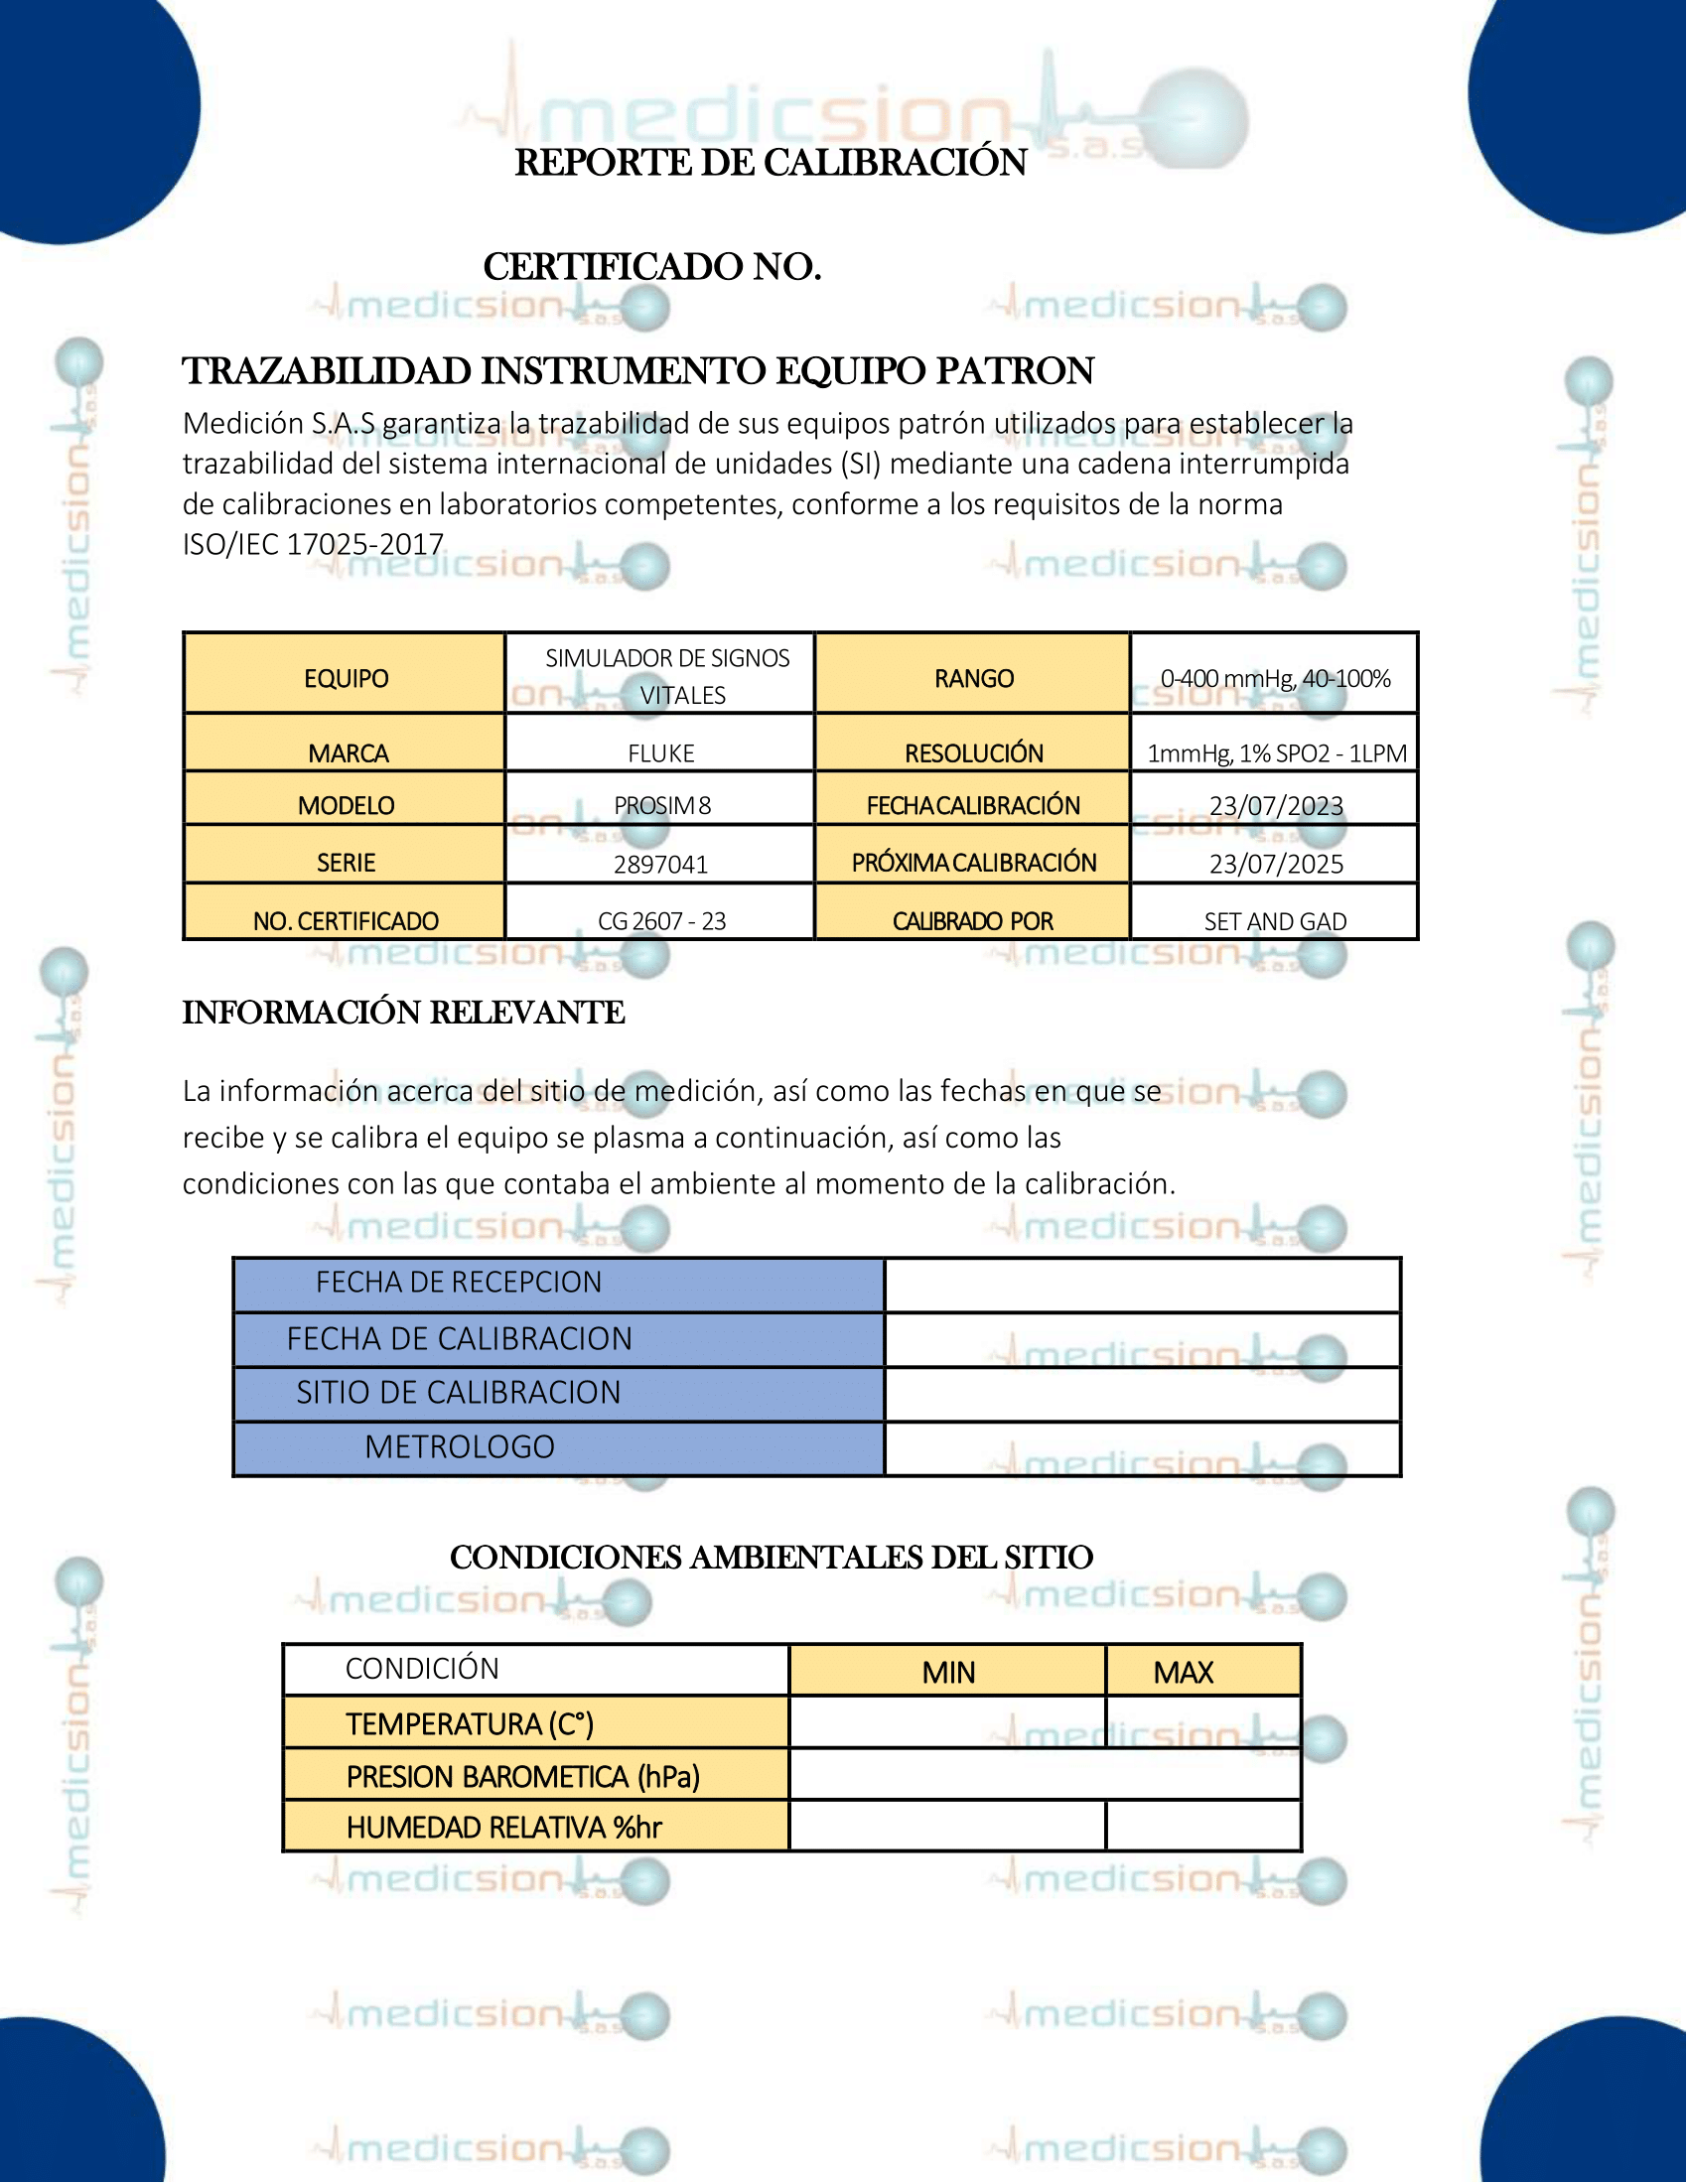 medicsion s.a.s
REPORTE DE CALIBRACIÓN
CERTIFICADO NO.
TRAZABILIDAD INSTRUMENTO EQUIPO PATRON
Medición S.A.S garantiza la trazabilidad de sus equipos patrón utilizados para establecer la
trazabilidad del sistema internacional de unidades (SI) mediante una cadena interrumpida
de calibraciones en laboratorios competentes, conforme a los requisitos de la norma
ISO/IEC 17025-2017
EQUIPO SIMULADOR DE SIGNOS VITALES RANGO 0-400 mmHg, 40-100%
MARCA FLUKE RESOLUCIÓN 1mmHg, 1% SPO2 - 1LPM
MODELO PROSIM 8 FECHA CALIBRACIÓN 23/07/2023
SERIE 2897041 PRÓXIMA CALIBRACIÓN 23/07/2025
NO. CERTIFICADO CG 2607 - 23 CALIBRADO POR SET AND GAD
INFORMACIÓN RELEVANTE
La información acerca del sitio de medición, así como las fechas en que se
recibe y se calibra el equipo se plasma a continuación, así como las
condiciones con las que contaba el ambiente al momento de la calibración.
FECHA DE RECEPCION
FECHA DE CALIBRACION
SITIO DE CALIBRACION
METROLOGO
CONDICIONES AMBIENTALES DEL SITIO
CONDICIÓN MIN MAX
TEMPERATURA (C°)
PRESION BAROMETICA (hPa)
HUMEDAD RELATIVA %hr